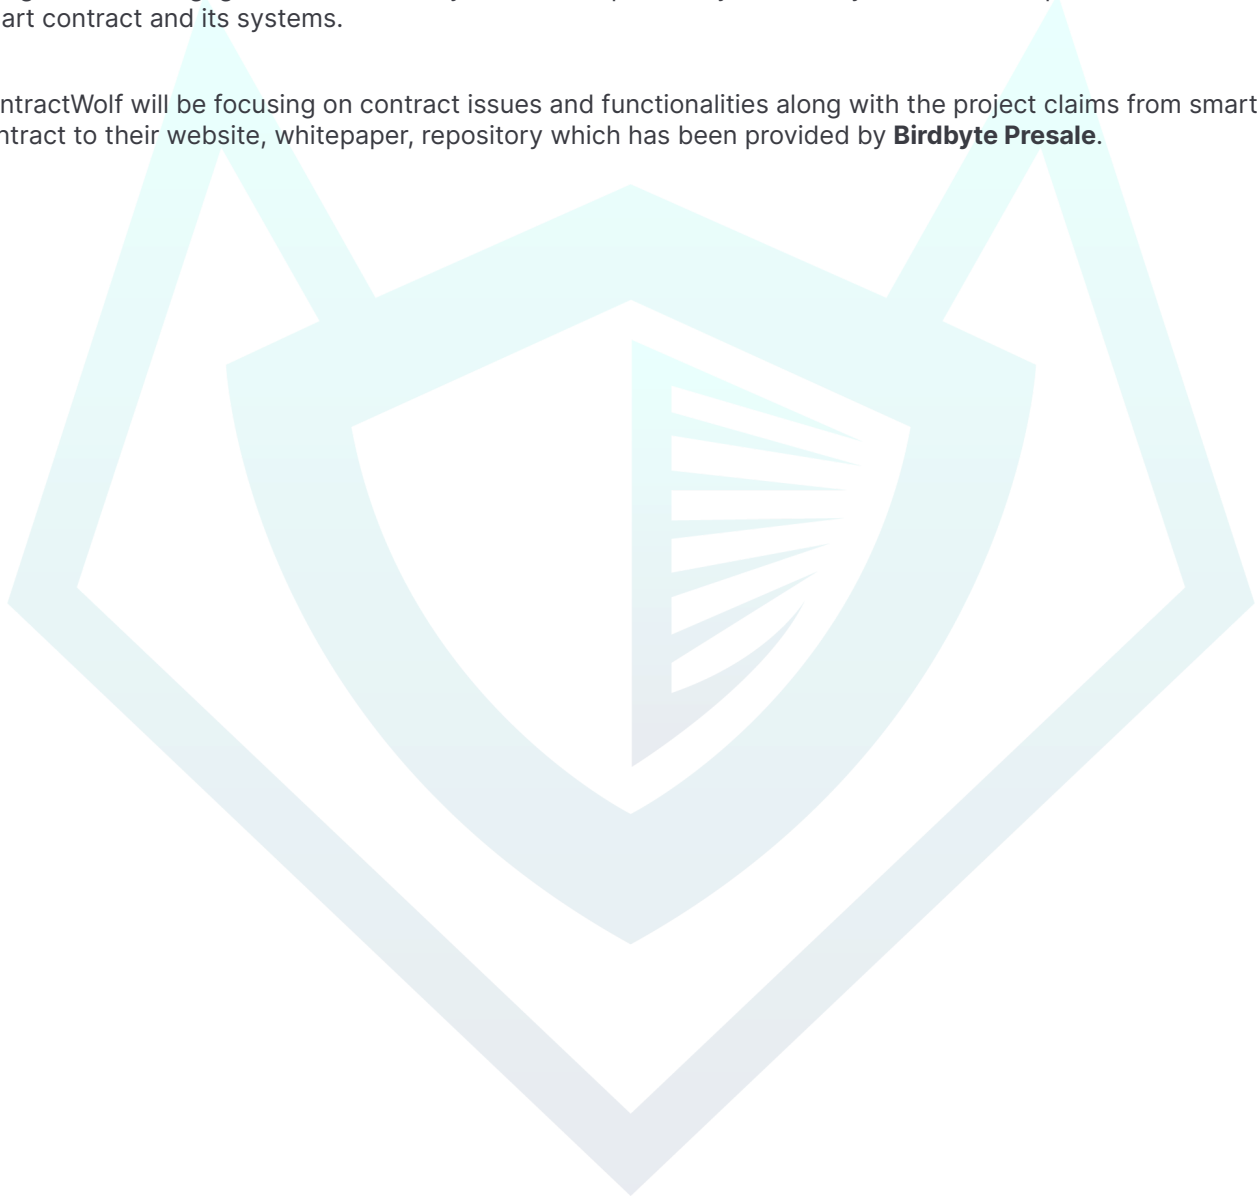 art contract and its systems.
ntractWolf will be focusing on contract issues and functionalities along with the project claims from smart
ntract to their website, whitepaper, repository which has been provided by Birdbyte Presale.